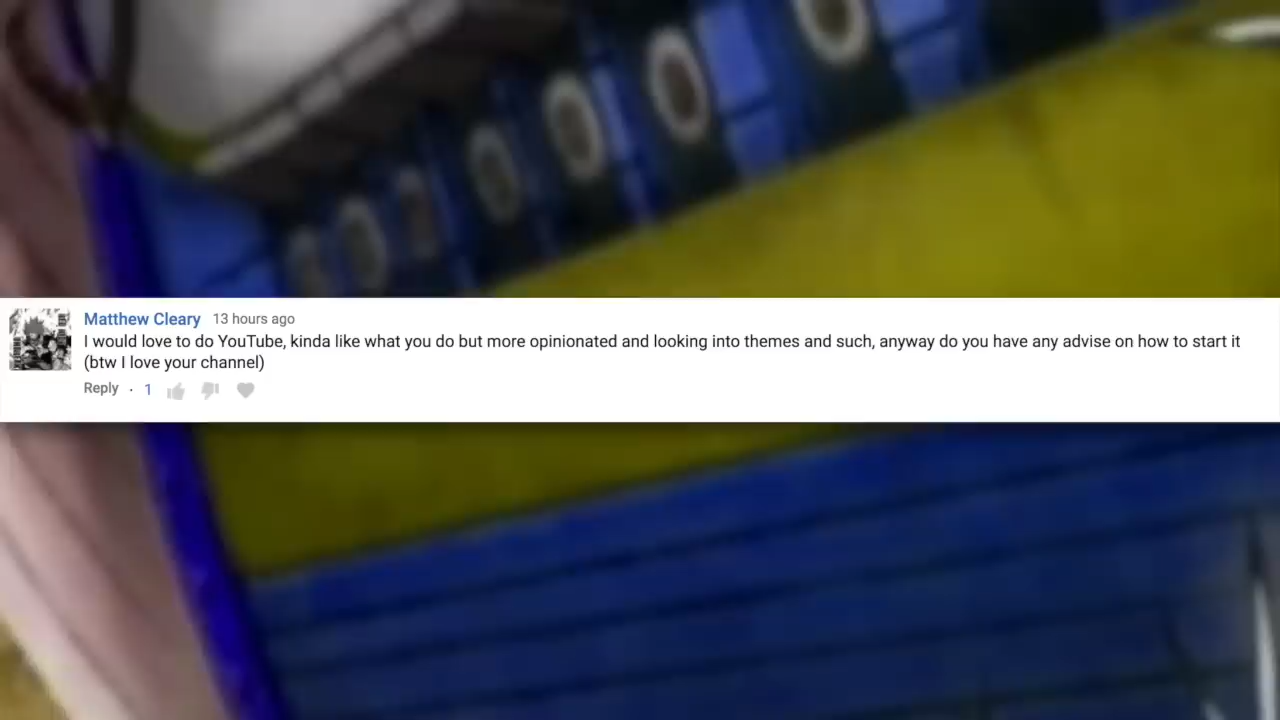 Matthew Cleary 13 hours ago
I would love to do YouTube, kinda like what you do but more opinionated and looking into themes and such, anyway do you have any advise on how to start it
(btw I love your channel)
Reply · 1